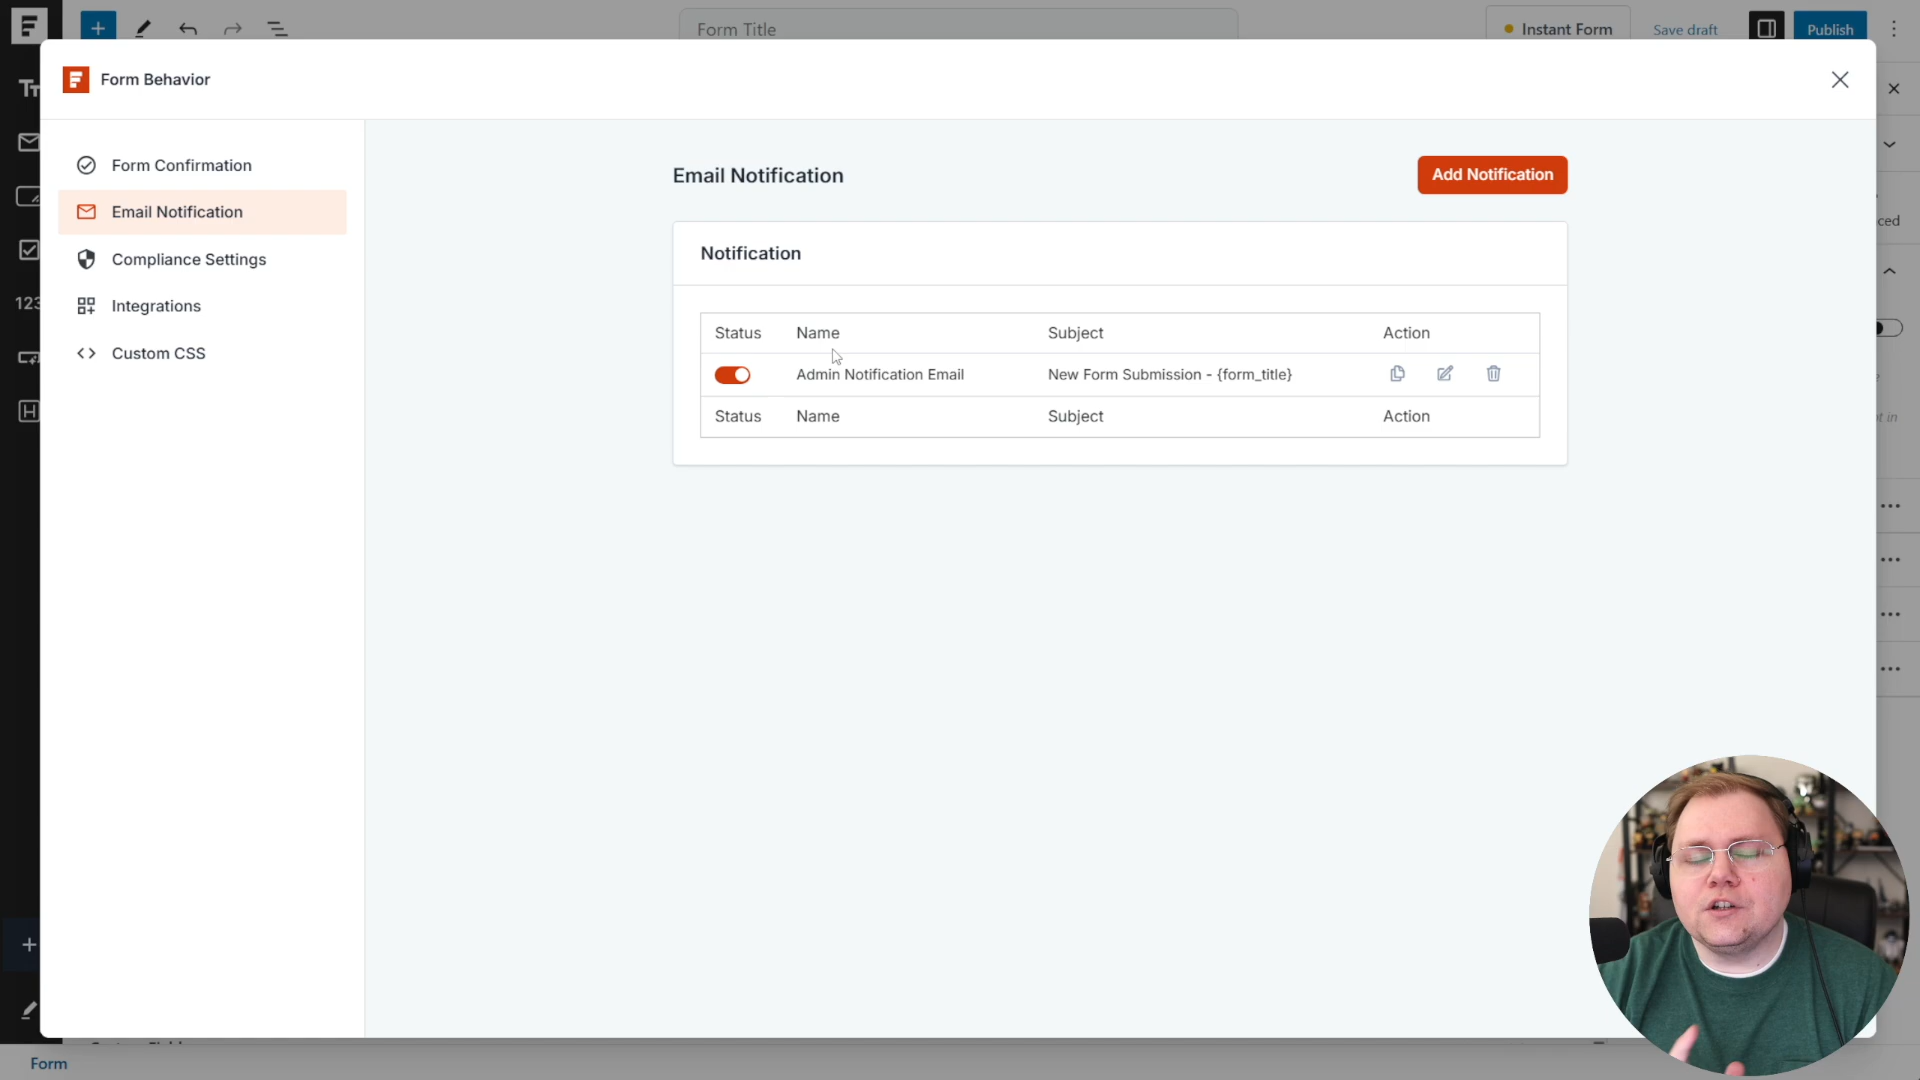 Form Title
Instant Form
Save draft
Publish
Form Behavior
Form Confirmation
Email Notification
Compliance Settings
Integrations
Custom CSS
Email Notification
Add Notification
Notification
Status Name Subject Action
Admin Notification Email New Form Submission - {form_title}
Status Name Subject Action
123
Form